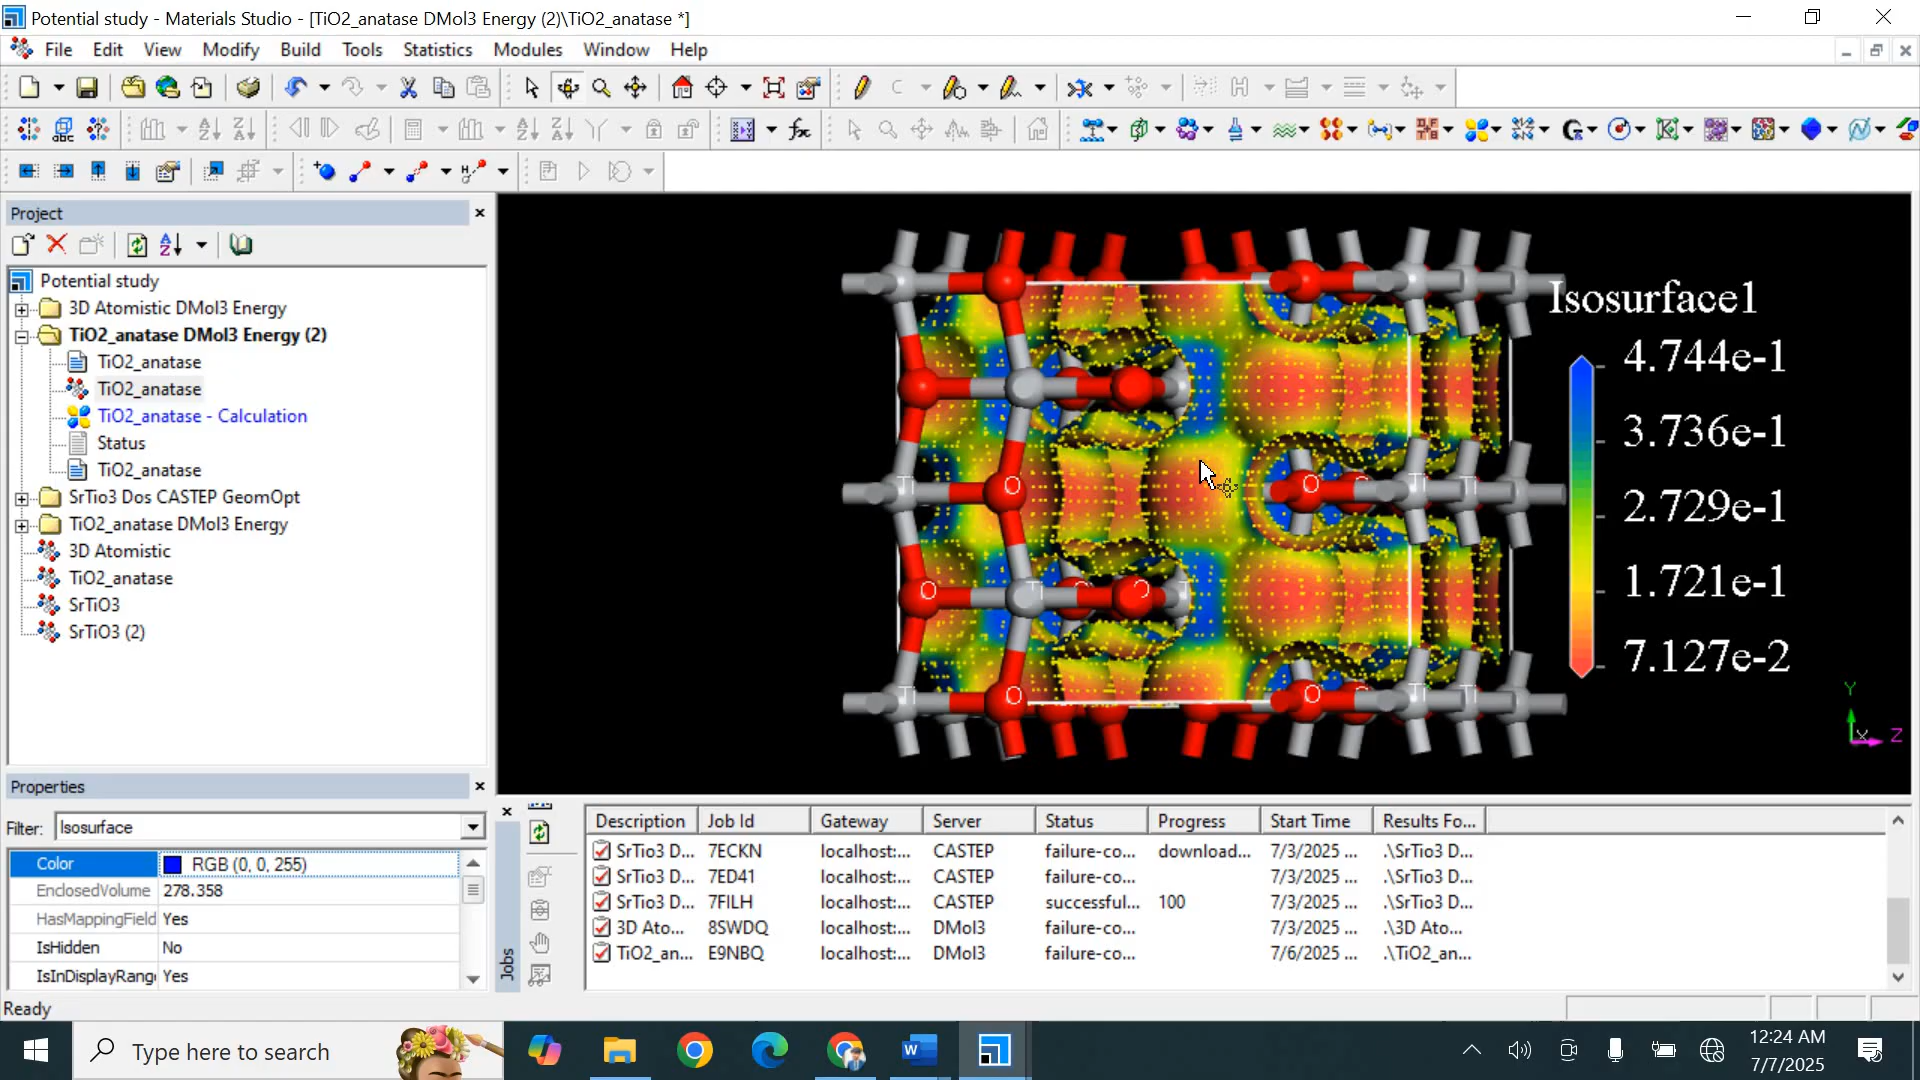 Potential study - Materials Studio - [TiO2_anatase DMol3 Energy (2)\TiO2_anatase *]
File Edit View Modify Build Tools Statistics Modules Window Help
Project
Potential study
3D Atomistic DMol3 Energy
TiO2_anatase DMol3 Energy (2)
TiO2_anatase
TiO2_anatase
TiO2_anatase - Calculation
Status
TiO2_anatase
SrTio3 Dos CASTEP GeomOpt
TiO2_anatase DMol3 Energy
3D Atomistic
TiO2_anatase
SrTiO3
SrTiO3 (2)
Isosurface1
4.744e-1
3.736e-1
2.729e-1
1.721e-1
7.127e-2
Ti O O Ti Ti
O Ti O
Ti O O Ti Ti
Y
X Z
Properties
Filter: Isosurface
Color RGB (0, 0, 255)
EnclosedVolume 278.358
HasMappingField Yes
IsHidden No
IsInDisplayRang Yes
Jobs
Description Job Id Gateway Server Status Progress Start Time Results Fo...
SrTio3 D... 7ECKN localhost:... CASTEP failure-co... download... 7/3/2025 ... .\SrTio3 D...
SrTio3 D... 7ED41 localhost:... CASTEP failure-co... 7/3/2025 ... .\SrTio3 D...
SrTio3 D... 7FILH localhost:... CASTEP successful... 100 7/3/2025 ... .\SrTio3 D...
3D Ato... 8SWDQ localhost:... DMol3 failure-co... 7/3/2025 ... .\3D Ato...
TiO2_an... E9NBQ localhost:... DMol3 failure-co... 7/6/2025 ... .\TiO2_an...
Ready
Type here to search
12:24 AM
7/7/2025